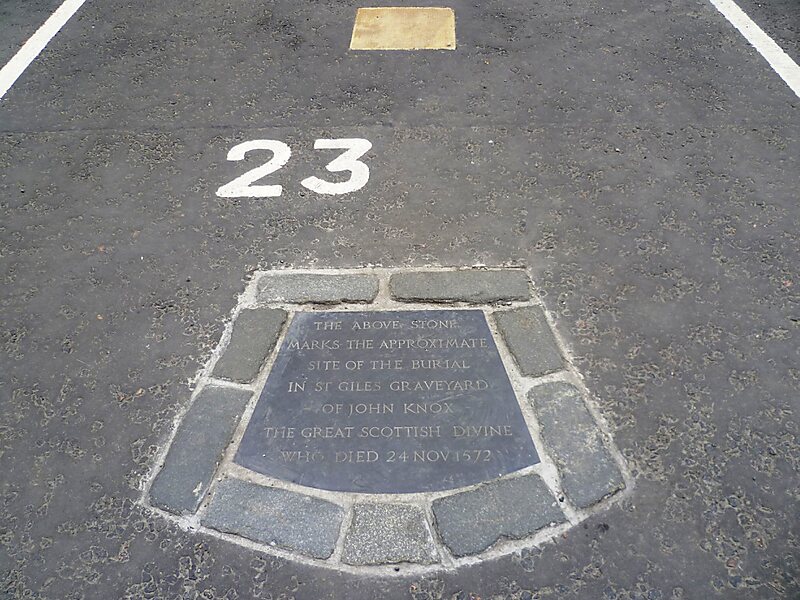 23
THE ABOVE STONE
MARKS THE APPROXIMATE
SITE OF THE BURIAL
IN ST GILES GRAVEYARD
OF JOHN KNOX
THE GREAT SCOTTISH DIVINE
WHO DIED 24 NOV 1572